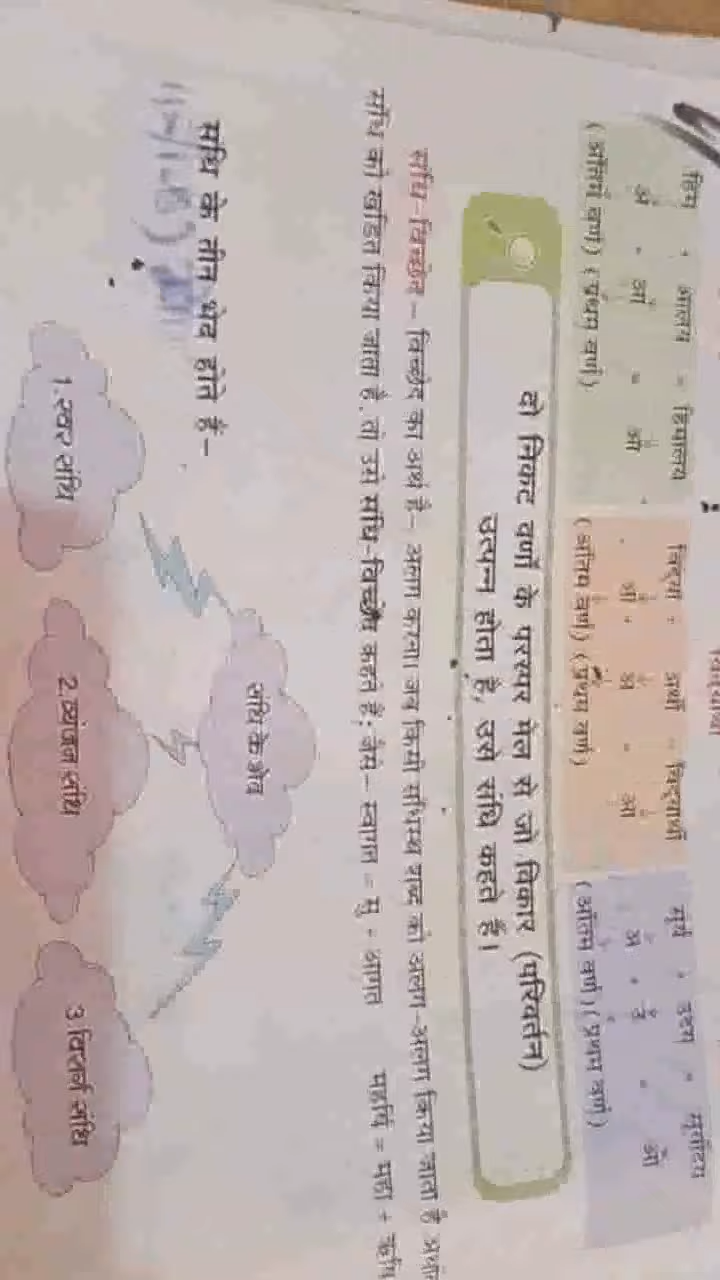 हिम + आलय = हिमालय
अ + आ = आ
(अंतिम वर्ण) (प्रथम वर्ण)
विद्या + अर्थी = विद्यार्थी
आ + अ = आ
(अंतिम वर्ण) (प्रथम वर्ण)
सूर्य + उदय = सूर्योदय
अ + उ = ओ
(अंतिम वर्ण) (प्रथम वर्ण)
दो निकट वर्णों के परस्पर मेल से जो विकार (परिवर्तन)
उत्पन्न होता है, उसे संधि कहते हैं।
संधि-विच्छेद – विच्छेद का अर्थ है – अलग करना। जब किसी संधिस्थ शब्द को अलग-अलग किया जाता है
संधि को खंडित किया जाता है, तो उसे संधि-विच्छेद कहते हैं; जैसे – स्वागत = सु + आगत महर्षि = महा + ऋषि
संधि के तीन भेद होते हैं –
संधि के भेद
1. स्वर संधि
2. व्यंजन संधि
3. विसर्ग संधि